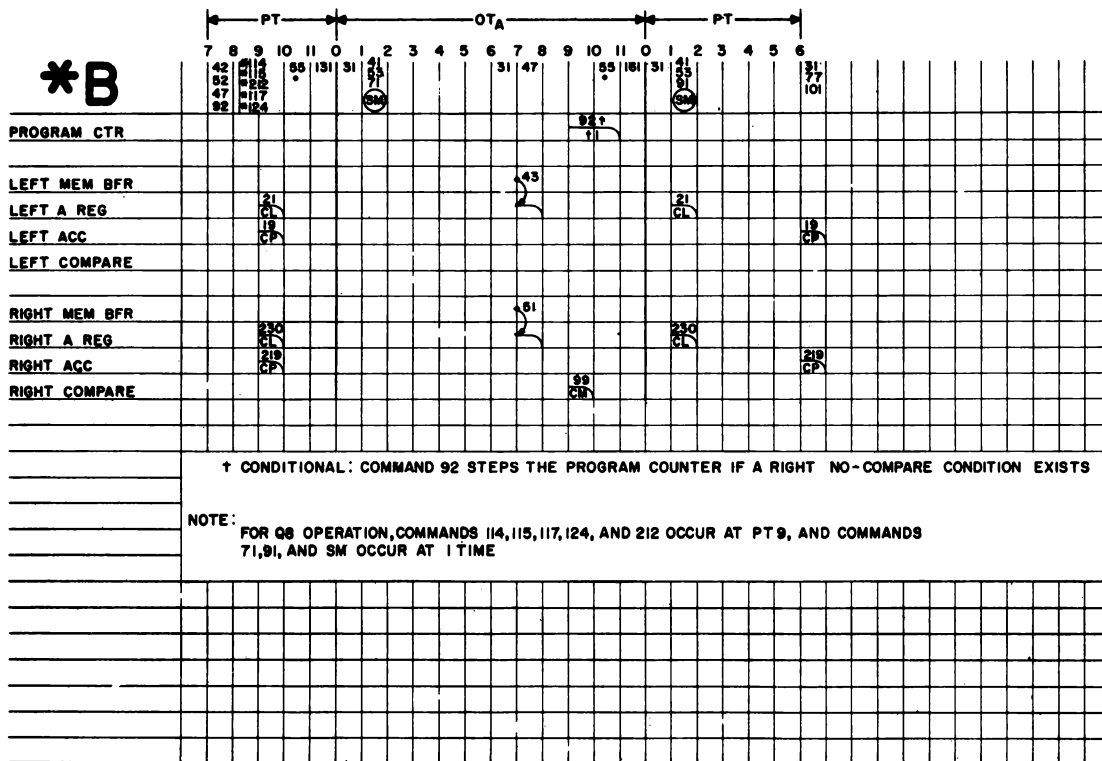 PT OT_A PT
7 8 9 10 11 0 1 2 3 4 5 6 7 8 9 10 11 0 1 2 3 4 5 6
*B
42 *114 55 131 31 41 31 47 55 161 31 41 31
52 *115 • 53 • 53 77
*212 71 91 101
47 *117 SM SM
92 *124
PROGRAM CTR 92†
†1
LEFT MEM BFR 43
LEFT A REG 21 21
CL CL
LEFT ACC 19 19
CP CP
LEFT COMPARE
RIGHT MEM BFR 51
RIGHT A REG 230 230
CL CL
RIGHT ACC 219 219
CP CP
RIGHT COMPARE 99
CM
† CONDITIONAL: COMMAND 92 STEPS THE PROGRAM COUNTER IF A RIGHT NO-COMPARE CONDITION EXISTS
NOTE:
FOR Q8 OPERATION, COMMANDS 114, 115, 117, 124, AND 212 OCCUR AT PT 9, AND COMMANDS
71, 91, AND SM OCCUR AT 1 TIME